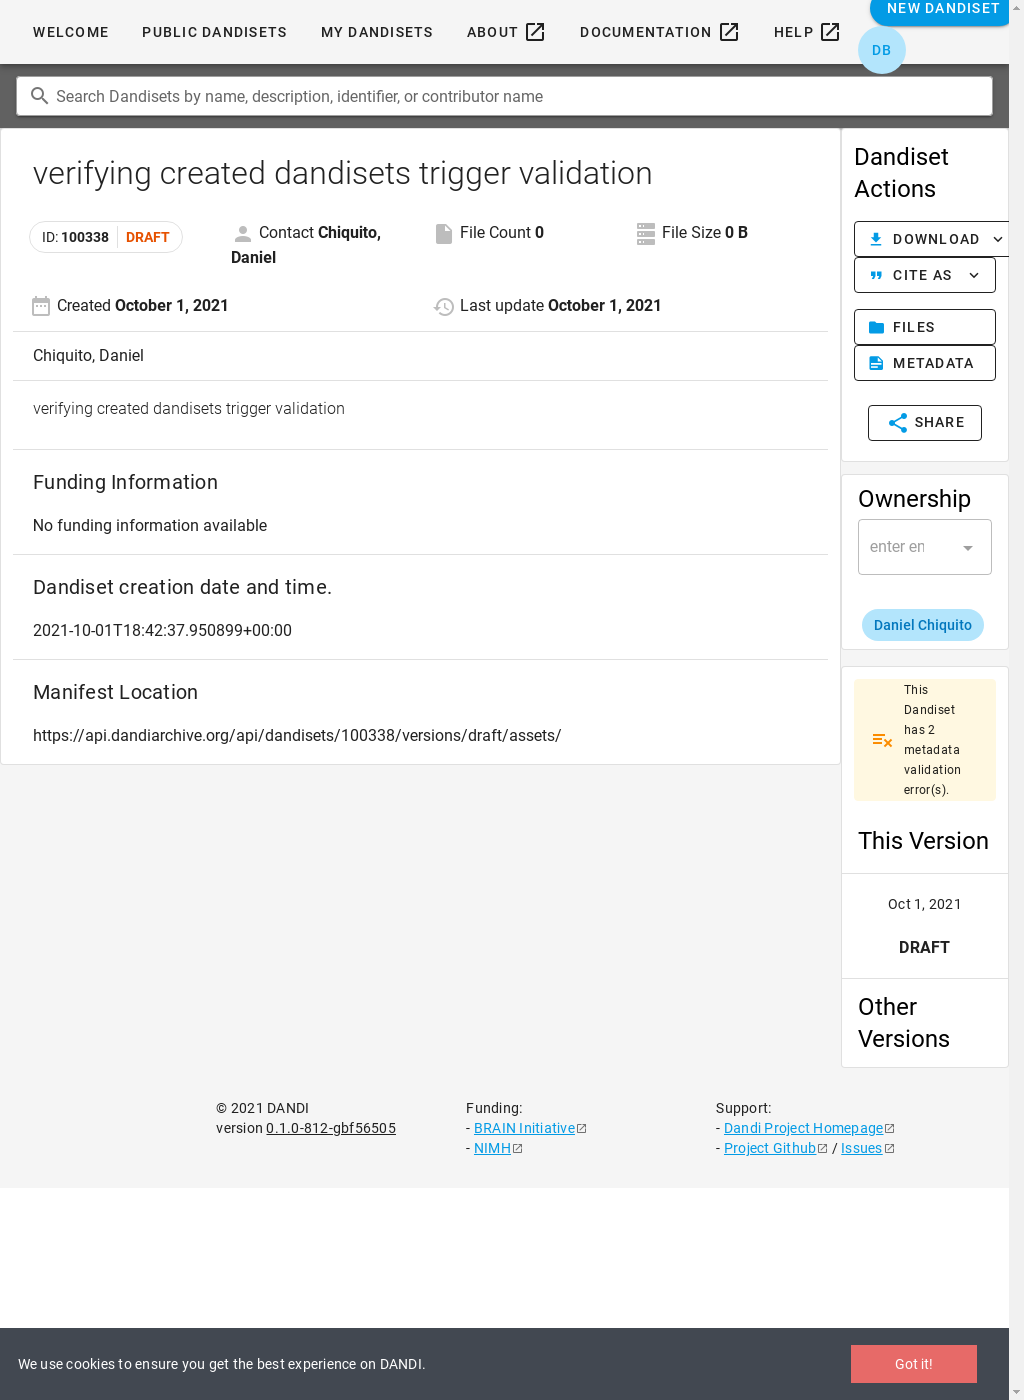 WELCOME PUBLIC DANDISETS MY DANDISETS ABOUT DOCUMENTATION HELP NEW DANDISET
DB
Search Dandisets by name, description, identifier, or contributor name
verifying created dandisets trigger validation
ID: 100338 DRAFT
Contact Chiquito,
Daniel
File Count 0
File Size 0 B
Created October 1, 2021
Last update October 1, 2021
Chiquito, Daniel
verifying created dandisets trigger validation
Funding Information
No funding information available
Dandiset creation date and time.
2021-10-01T18:42:37.950899+00:00
Manifest Location
https://api.dandiarchive.org/api/dandisets/100338/versions/draft/assets/
Dandiset
Actions
DOWNLOAD
CITE AS
FILES
METADATA
SHARE
Ownership
enter en
Daniel Chiquito
This
Dandiset
has 2
metadata
validation
error(s).
This Version
Oct 1, 2021
DRAFT
Other
Versions
© 2021 DANDI
version 0.1.0-812-gbf56505
Funding:
- BRAIN Initiative
- NIMH
Support:
- Dandi Project Homepage
- Project Github / Issues
We use cookies to ensure you get the best experience on DANDI.
Got it!